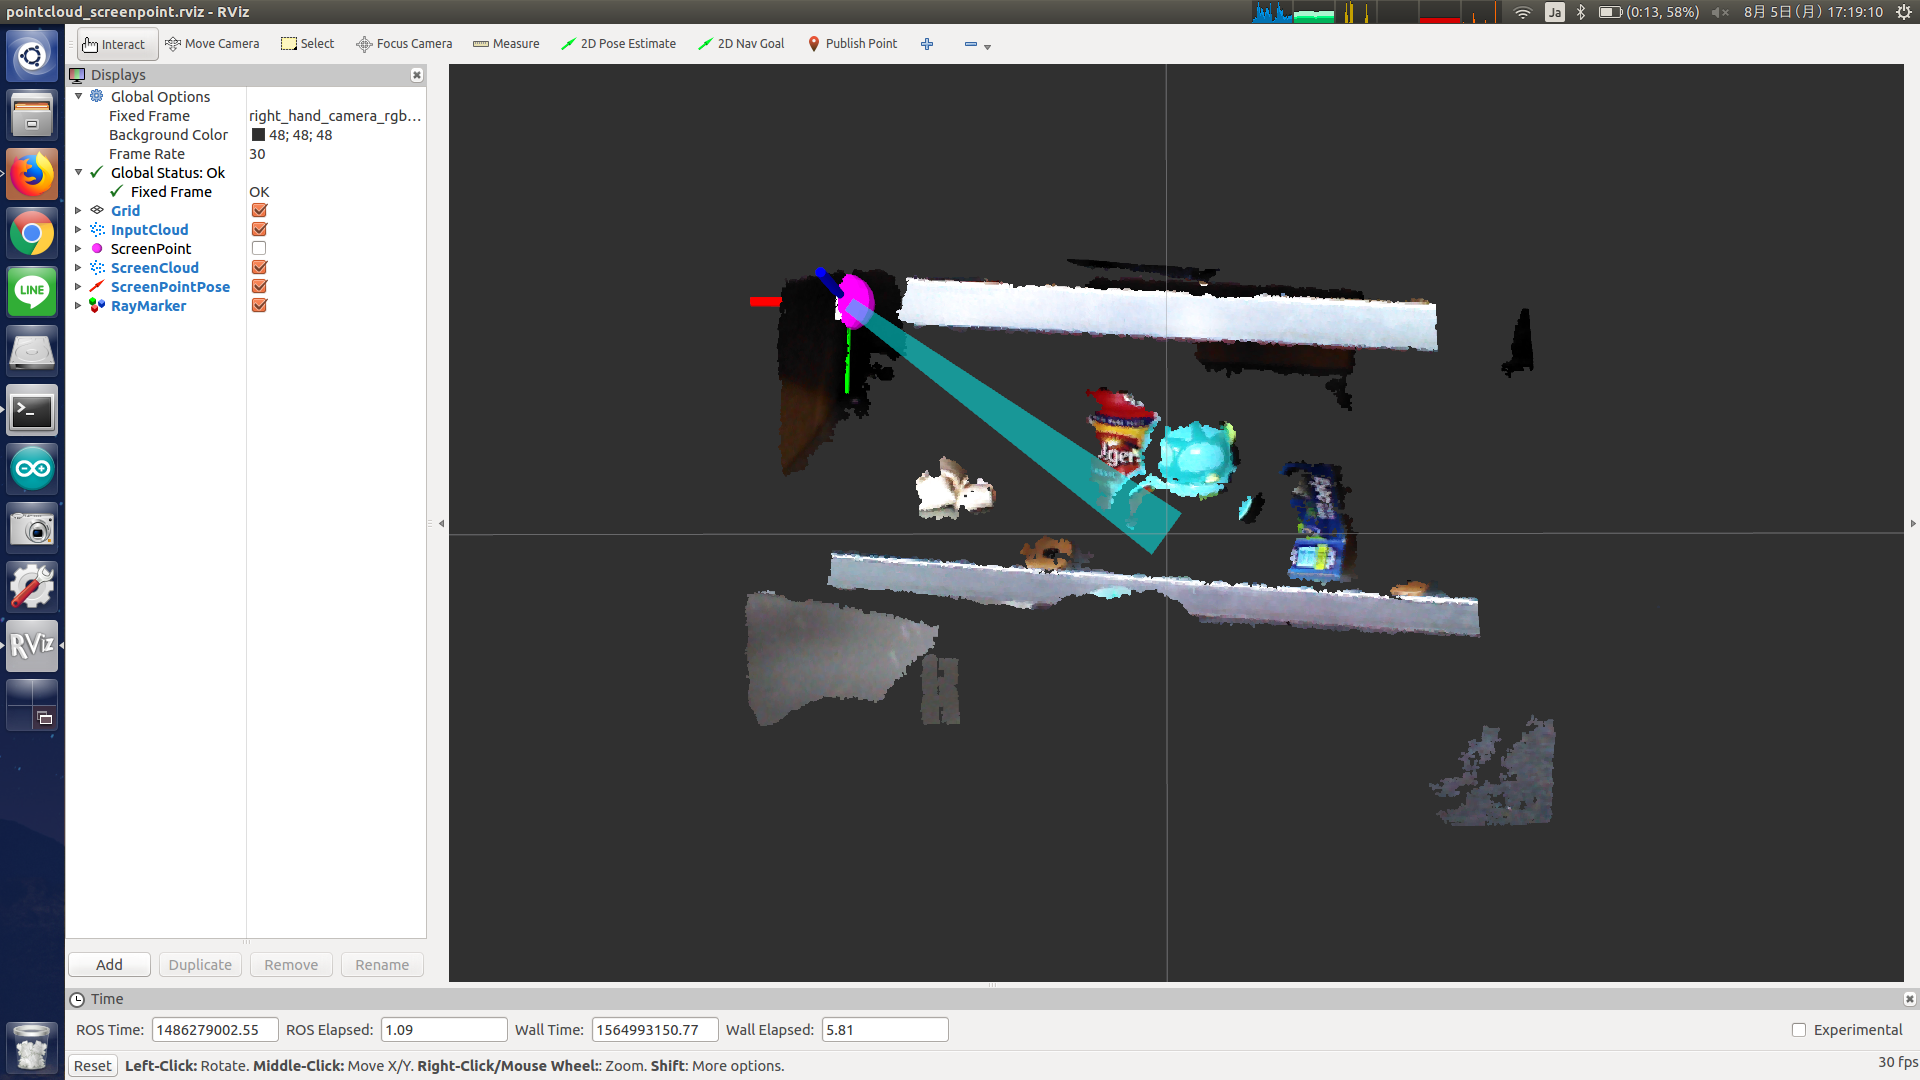 pointcloud_screenpoint.rviz - RViz
Ja
(0:13, 58%)
8月 5日 (月) 17:19:10
Interact
Move Camera
Select
Focus Camera
Measure
2D Pose Estimate
2D Nav Goal
Publish Point
Displays
Global Options
Fixed Frame right_hand_camera_rgb...
Background Color 48; 48; 48
Frame Rate 30
Global Status: Ok
Fixed Frame OK
Grid
InputCloud
ScreenPoint
ScreenCloud
ScreenPointPose
RayMarker
LINE
RViz
Add
Duplicate
Remove
Rename
Time
ROS Time: 1486279002.55 ROS Elapsed: 1.09 Wall Time: 1564993150.77 Wall Elapsed: 5.81 Experimental
Reset Left-Click: Rotate. Middle-Click: Move X/Y. Right-Click/Mouse Wheel:: Zoom. Shift: More options. 30 fps